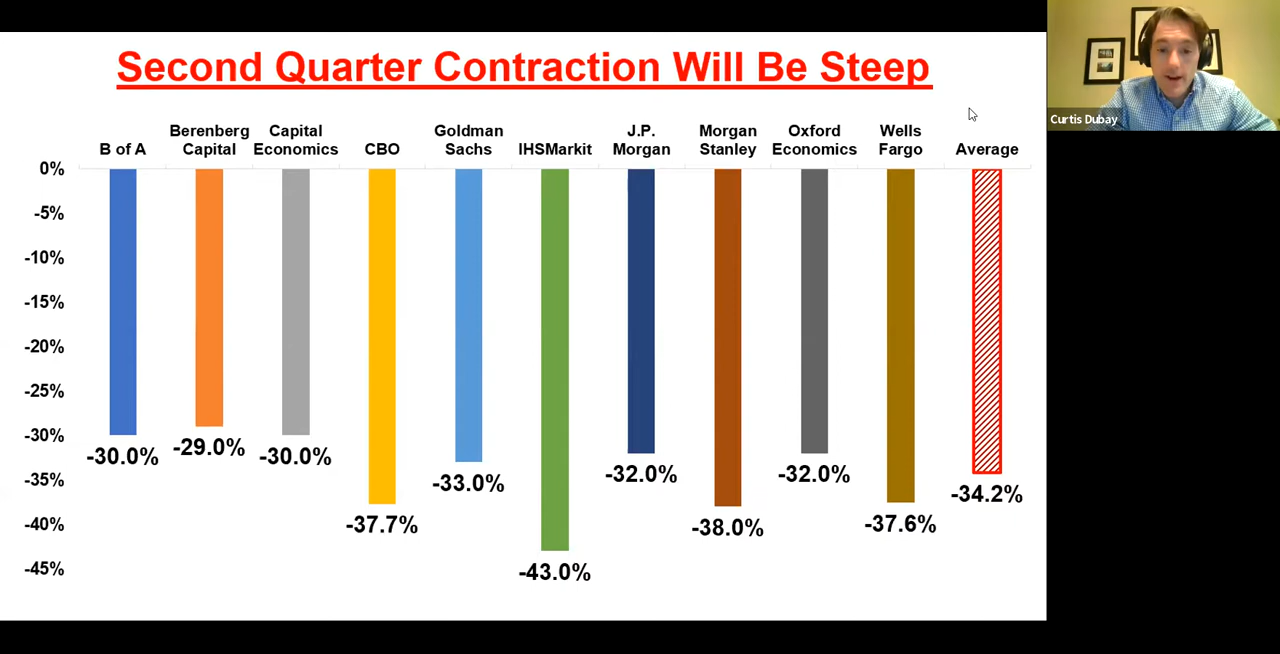 Second Quarter Contraction Will Be Steep
Curtis Dubay
B of A
Berenberg
Capital
Capital
Economics
CBO
Goldman
Sachs
IHSMarkit
J.P.
Morgan
Morgan
Stanley
Oxford
Economics
Wells
Fargo
Average
0%
-5%
-10%
-15%
-20%
-25%
-30%
-35%
-40%
-45%
-30.0%
-29.0%
-30.0%
-37.7%
-33.0%
-43.0%
-32.0%
-38.0%
-32.0%
-37.6%
-34.2%